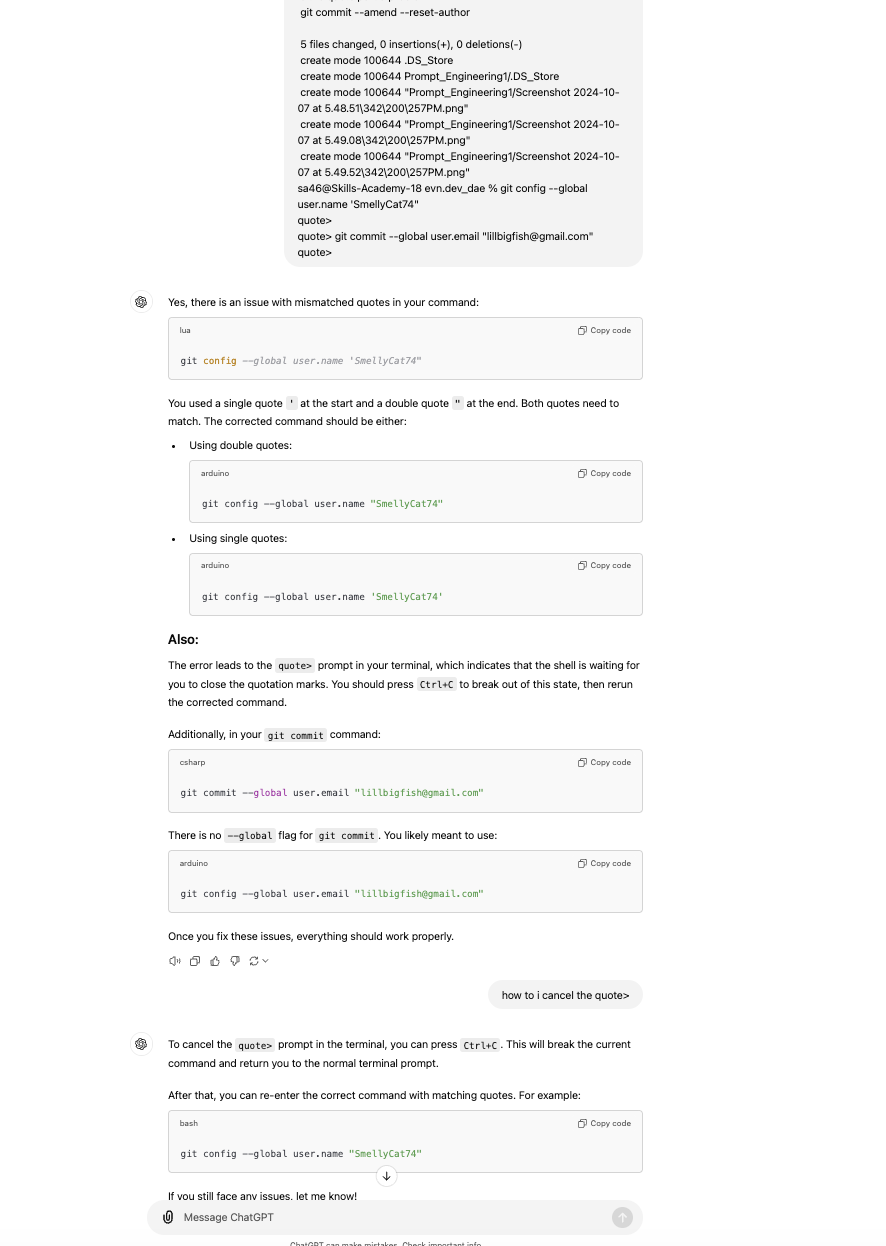 git commit --amend --reset-author
5 files changed, 0 insertions(+), 0 deletions(-)
create mode 100644 .DS_Store
create mode 100644 Prompt_Engineering1/.DS_Store
create mode 100644 "Prompt_Engineering1/Screenshot 2024-10-
07 at 5.48.51\342\200\257PM.png"
create mode 100644 "Prompt_Engineering1/Screenshot 2024-10-
07 at 5.49.08\342\200\257PM.png"
create mode 100644 "Prompt_Engineering1/Screenshot 2024-10-
07 at 5.49.52\342\200\257PM.png"
sa46@Skills-Academy-18 evn.dev_dae % git config --global
user.name 'SmellyCat74"
quote>
quote> git commit --global user.email "lillbigfish@gmail.com"
quote>
Yes, there is an issue with mismatched quotes in your command:
lua Copy code
git config --global user.name 'SmellyCat74"
You used a single quote ' at the start and a double quote " at the end. Both quotes need to
match. The corrected command should be either:
• Using double quotes:
arduino Copy code
git config --global user.name "SmellyCat74"
• Using single quotes:
arduino Copy code
git config --global user.name 'SmellyCat74'
Also:
The error leads to the quote> prompt in your terminal, which indicates that the shell is waiting for
you to close the quotation marks. You should press Ctrl+C to break out of this state, then rerun
the corrected command.
Additionally, in your git commit command:
csharp Copy code
git commit --global user.email "lillbigfish@gmail.com"
There is no --global flag for git commit. You likely meant to use:
arduino Copy code
git config --global user.email "lillbigfish@gmail.com"
Once you fix these issues, everything should work properly.
how to i cancel the quote>
To cancel the quote> prompt in the terminal, you can press Ctrl+C. This will break the current
command and return you to the normal terminal prompt.
After that, you can re-enter the correct command with matching quotes. For example:
bash Copy code
git config --global user.name "SmellyCat74"
If you still face any issues, let me know!
Message ChatGPT
ChatGPT can make mistakes. Check important info.